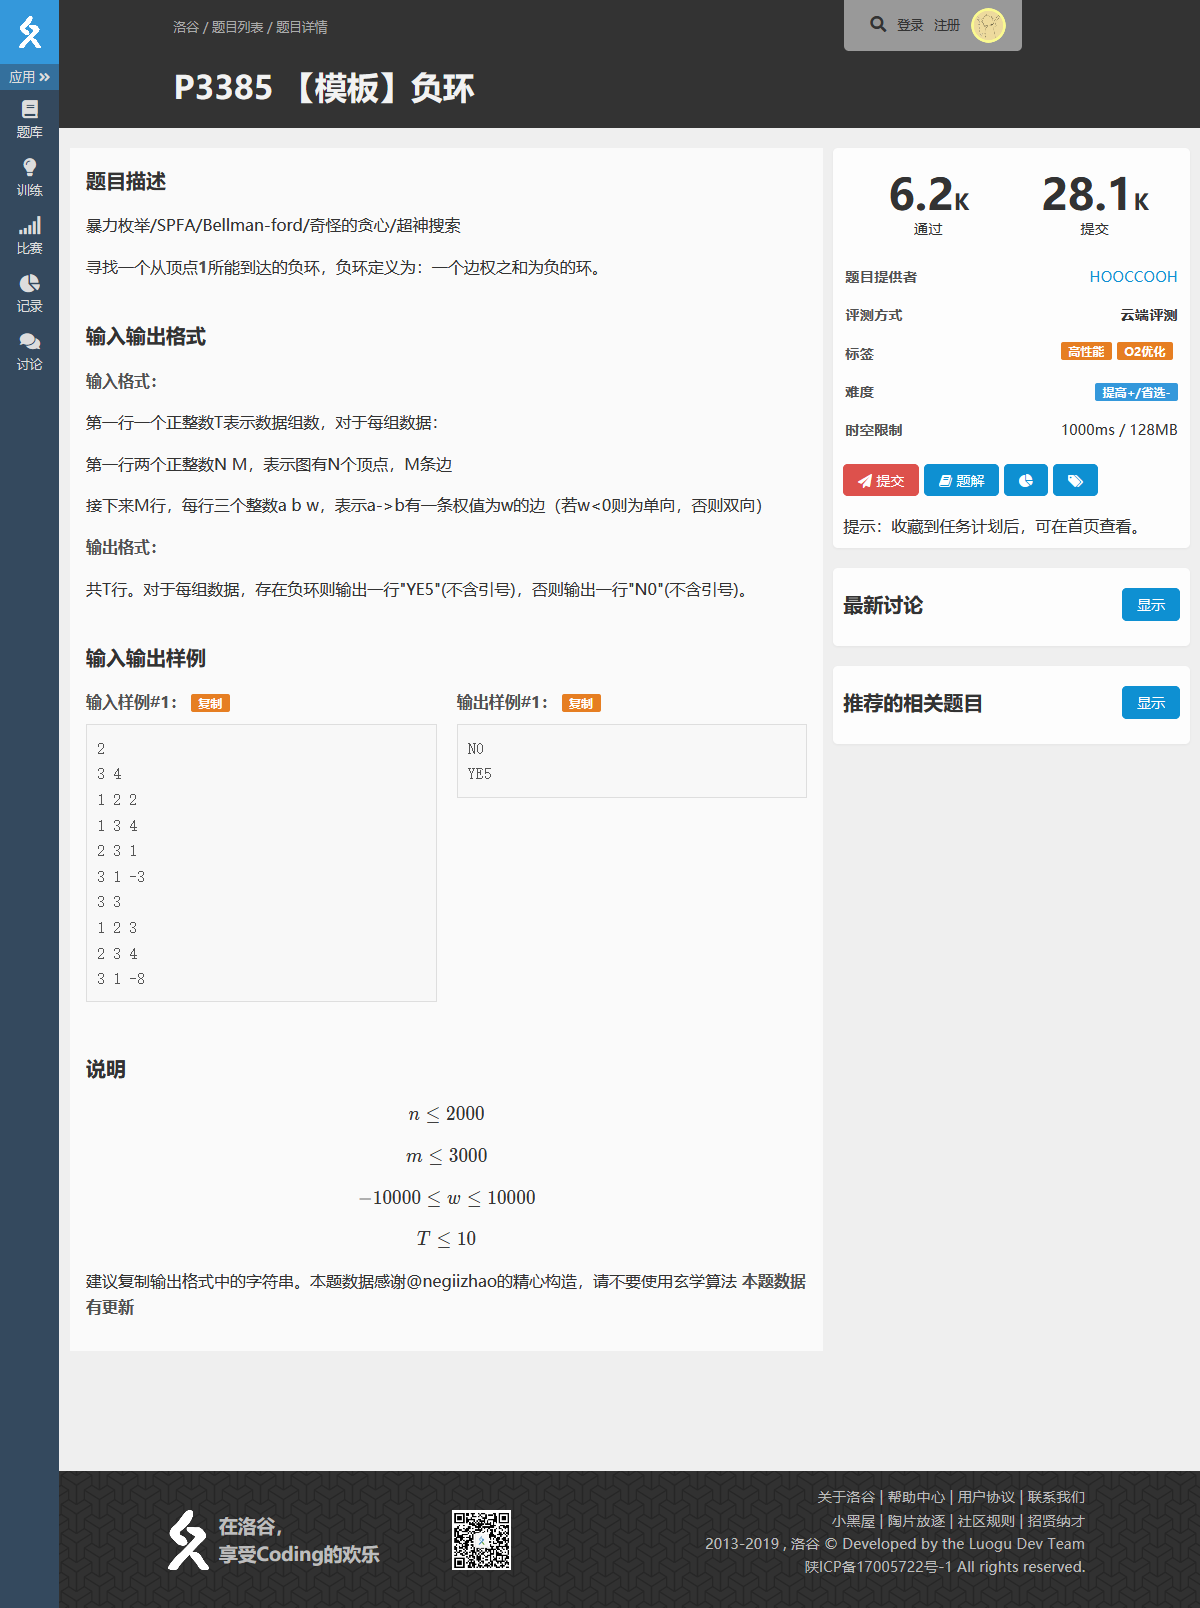 洛谷 / 题目列表 / 题目详情
登录 注册
P3385 【模板】负环
应用
题库
训练
比赛
记录
讨论
题目描述
暴力枚举/SPFA/Bellman-ford/奇怪的贪心/超神搜索
寻找一个从顶点1所能到达的负环，负环定义为：一个边权之和为负的环。
输入输出格式
输入格式：
第一行一个正整数T表示数据组数，对于每组数据：
第一行两个正整数N M，表示图有N个顶点，M条边
接下来M行，每行三个整数a b w，表示a->b有一条权值为w的边（若w<0则为单向，否则双向）
输出格式：
共T行。对于每组数据，存在负环则输出一行"YE5"(不含引号)，否则输出一行"N0"(不含引号)。
输入输出样例
输入样例#1： 复制
2
3 4
1 2 2
1 3 4
2 3 1
3 1 -3
3 3
1 2 3
2 3 4
3 1 -8
输出样例#1： 复制
N0
YE5
说明
n ≤ 2000
m ≤ 3000
−10000 ≤ w ≤ 10000
T ≤ 10
建议复制输出格式中的字符串。本题数据感谢@negiizhao的精心构造，请不要使用玄学算法 本题数据
有更新
6.2K 28.1K
通过 提交
题目提供者 HOOCCOOH
评测方式 云端评测
标签 高性能 O2优化
难度 提高+/省选-
时空限制 1000ms / 128MB
提交 题解
提示：收藏到任务计划后，可在首页查看。
最新讨论 显示
推荐的相关题目 显示
在洛谷，
享受Coding的欢乐
关于洛谷 | 帮助中心 | 用户协议 | 联系我们
小黑屋 | 陶片放逐 | 社区规则 | 招贤纳才
2013-2019 , 洛谷 © Developed by the Luogu Dev Team
陕ICP备17005722号-1 All rights reserved.